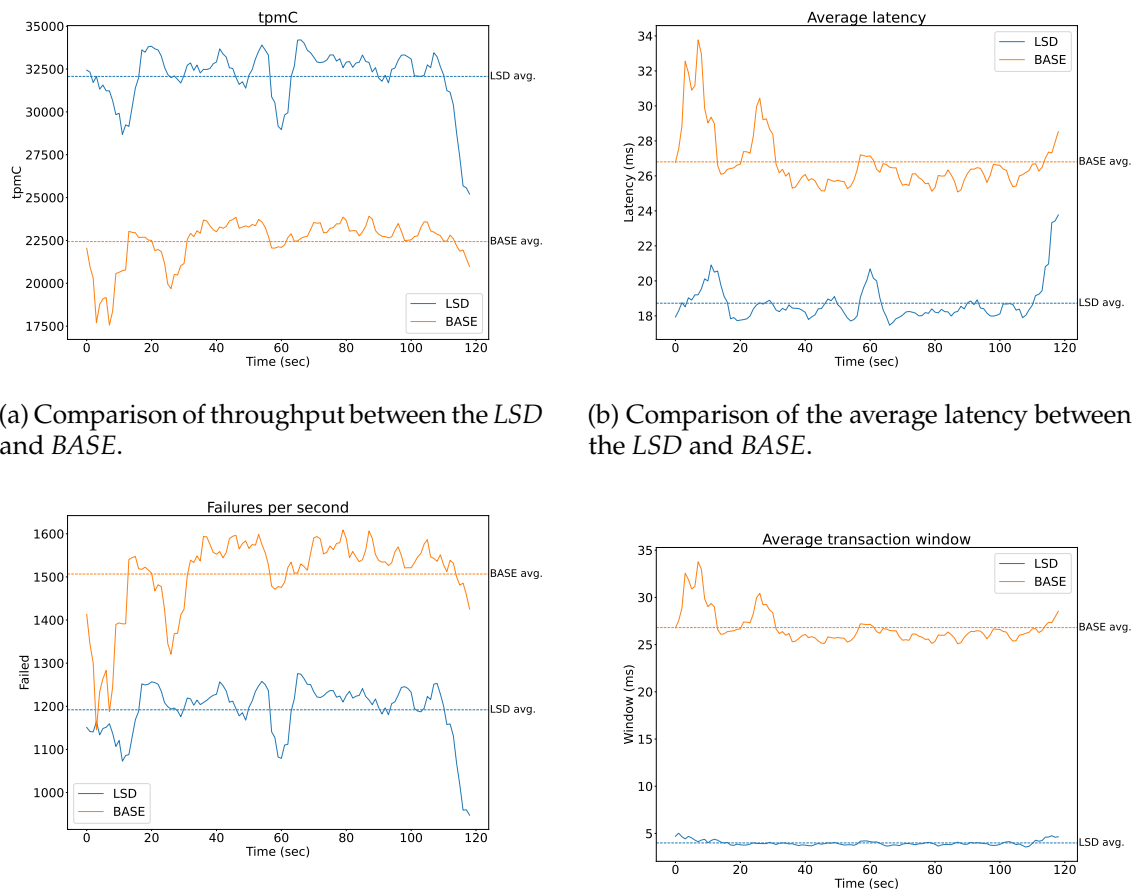 tpmC
35000
32500
30000
27500
25000
22500
20000
17500
tpmC
LSD avg.
BASE avg.
LSD
BASE
0 20 40 60 80 100 120
Time (sec)
Average latency
34
32
30
28
26
24
22
20
18
Latency (ms)
LSD
BASE
BASE avg.
LSD avg.
0 20 40 60 80 100 120
Time (sec)
(a) Comparison of throughput between the LSD
and BASE.
(b) Comparison of the average latency between
the LSD and BASE.
Failures per second
1600
1500
1400
1300
1200
1100
1000
Failed
BASE avg.
LSD avg.
LSD
BASE
0 20 40 60 80 100 120
Time (sec)
Average transaction window
35
30
25
20
15
10
5
Window (ms)
LSD
BASE
BASE avg.
LSD avg.
0 20 40 60 80 100 120
Time (sec)